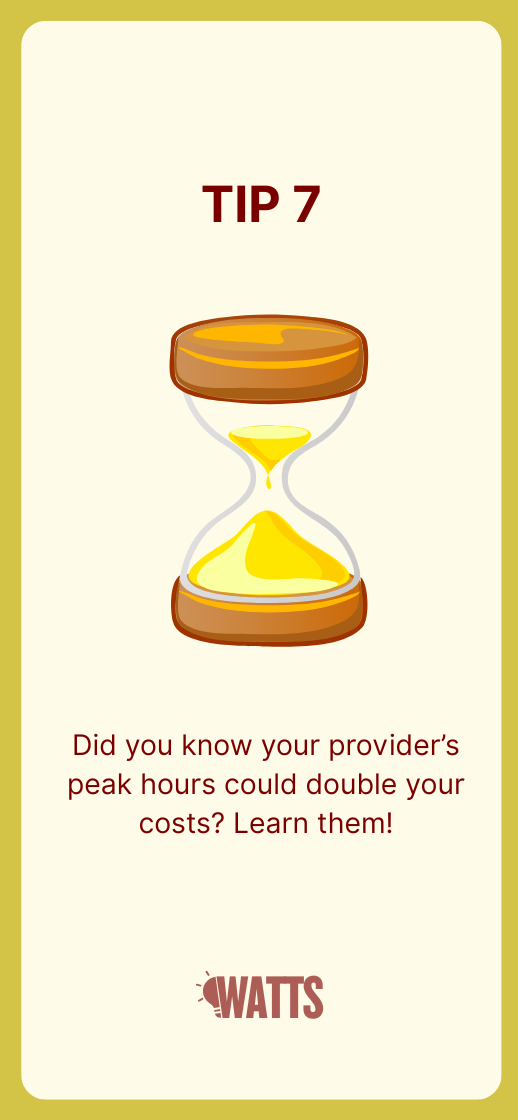 TIP 7
Did you know your provider’s
peak hours could double your
costs? Learn them!
WATTS